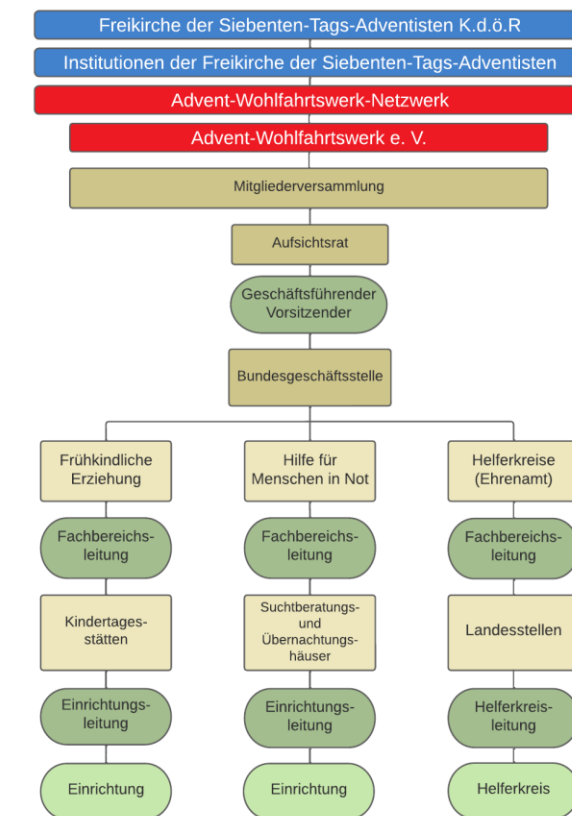 Freikirche der Siebenten-Tags-Adventisten K.d.ö.R
Institutionen der Freikirche der Siebenten-Tags-Adventisten
Advent-Wohlfahrtswerk-Netzwerk
Advent-Wohlfahrtswerk e. V.
Mitgliederversammlung
Aufsichtsrat
Geschäftsführender
Vorsitzender
Bundesgeschäftsstelle
Frühkindliche
Erziehung
Hilfe für
Menschen in Not
Helferkreise
(Ehrenamt)
Fachbereichs-
leitung
Fachbereichs-
leitung
Fachbereichs-
leitung
Kindertages-
stätten
Suchtberatungs-
und
Übernachtungs-
häuser
Landesstellen
Einrichtungs-
leitung
Einrichtungs-
leitung
Helferkreis-
leitung
Einrichtung
Einrichtung
Helferkreis